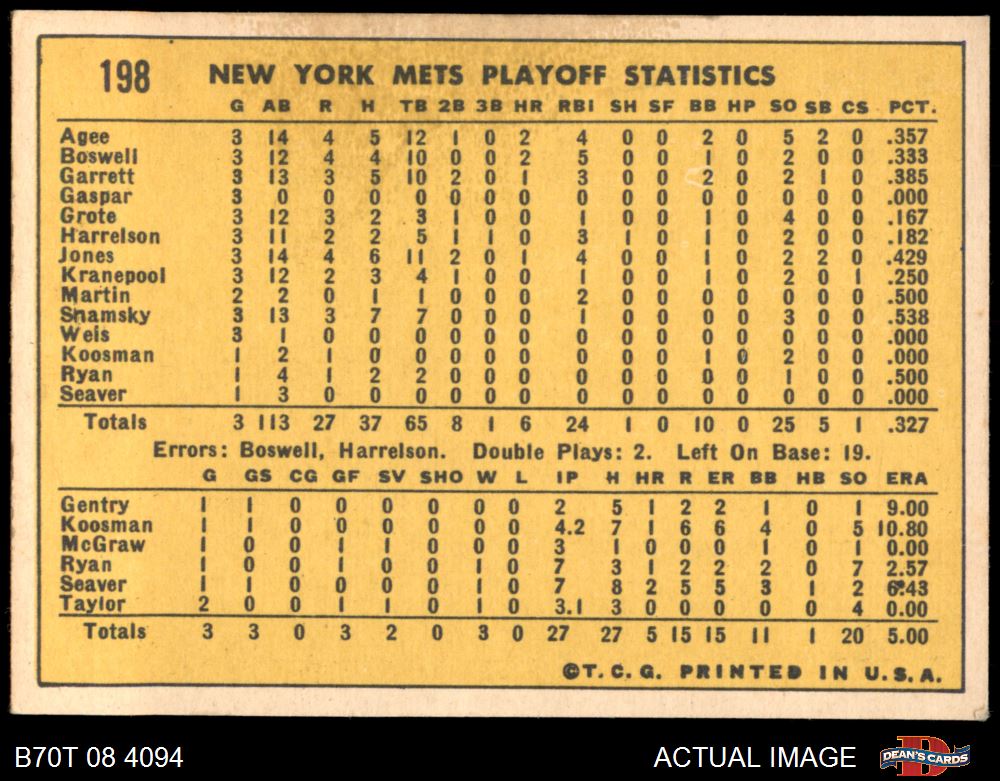 198 NEW YORK METS PLAYOFF STATISTICS
G AB R H TB 2B 3B HR RBI SH SF BB HP SO SB CS PCT.
Agee 3 14 4 5 12 1 0 2 4 0 0 2 0 5 2 0 .357
Boswell 3 12 4 4 10 0 0 2 5 0 0 1 0 2 0 0 .333
Garrett 3 13 3 5 10 2 0 1 3 0 0 2 0 2 1 0 .385
Gaspar 3 0 0 0 0 0 0 0 0 0 0 0 0 0 0 0 .000
Grote 3 12 3 2 3 1 0 0 1 0 0 1 0 4 0 0 .167
Harrelson 3 11 2 2 5 1 1 0 3 1 0 1 0 2 0 0 .182
Jones 3 14 4 6 11 2 0 1 4 0 0 1 0 2 2 0 .429
Kranepool 3 12 2 3 4 1 0 0 1 0 0 1 0 2 0 1 .250
Martin 2 2 0 1 1 0 0 0 2 0 0 0 0 0 0 0 .500
Shamsky 3 13 3 7 7 0 0 0 1 0 0 0 0 3 0 0 .538
Weis 3 1 0 0 0 0 0 0 0 0 0 0 0 0 0 0 .000
Koosman 1 2 1 0 0 0 0 0 0 0 0 1 0 2 0 0 .000
Ryan 1 4 1 2 2 0 0 0 0 0 0 0 0 1 0 0 .500
Seaver 1 3 0 0 0 0 0 0 0 0 0 0 0 0 0 0 .000
Totals 3 113 27 37 65 8 1 6 24 1 0 10 0 25 5 1 .327
Errors: Boswell, Harrelson. Double Plays: 2. Left On Base: 19.
G GS CG GF SV SHO W L IP H HR R ER BB HB SO ERA
Gentry 1 1 0 0 0 0 0 0 2 5 1 2 2 1 0 1 9.00
Koosman 1 1 0 0 0 0 0 0 4.2 7 1 6 6 4 0 5 10.80
McGraw 1 0 0 1 1 0 0 0 3 1 0 0 0 1 0 1 0.00
Ryan 1 0 0 1 0 0 1 0 7 3 1 2 2 2 0 7 2.57
Seaver 1 1 0 0 0 0 1 0 7 8 2 5 5 3 1 2 6.43
Taylor 2 0 0 1 1 0 1 0 3.1 3 0 0 0 0 0 4 0.00
Totals 3 3 0 3 2 0 3 0 27 27 5 15 15 11 1 20 5.00
©T.C.G. PRINTED IN U.S.A.
B70T 08 4094 ACTUAL IMAGE DEAN'S CARDS